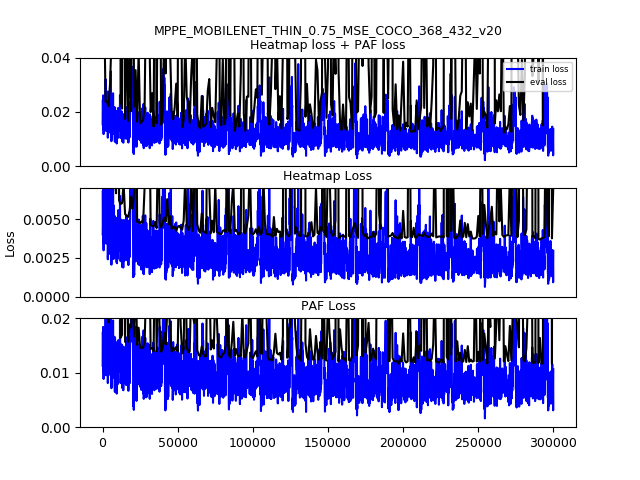 MPPE_MOBILENET_THIN_0.75_MSE_COCO_368_432_v20
Heatmap loss + PAF loss
0.04
0.02
0.00
train loss
eval loss
Heatmap Loss
0.0050
0.0025
0.0000
Loss
PAF Loss
0.02
0.01
0.00
0 50000 100000 150000 200000 250000 300000